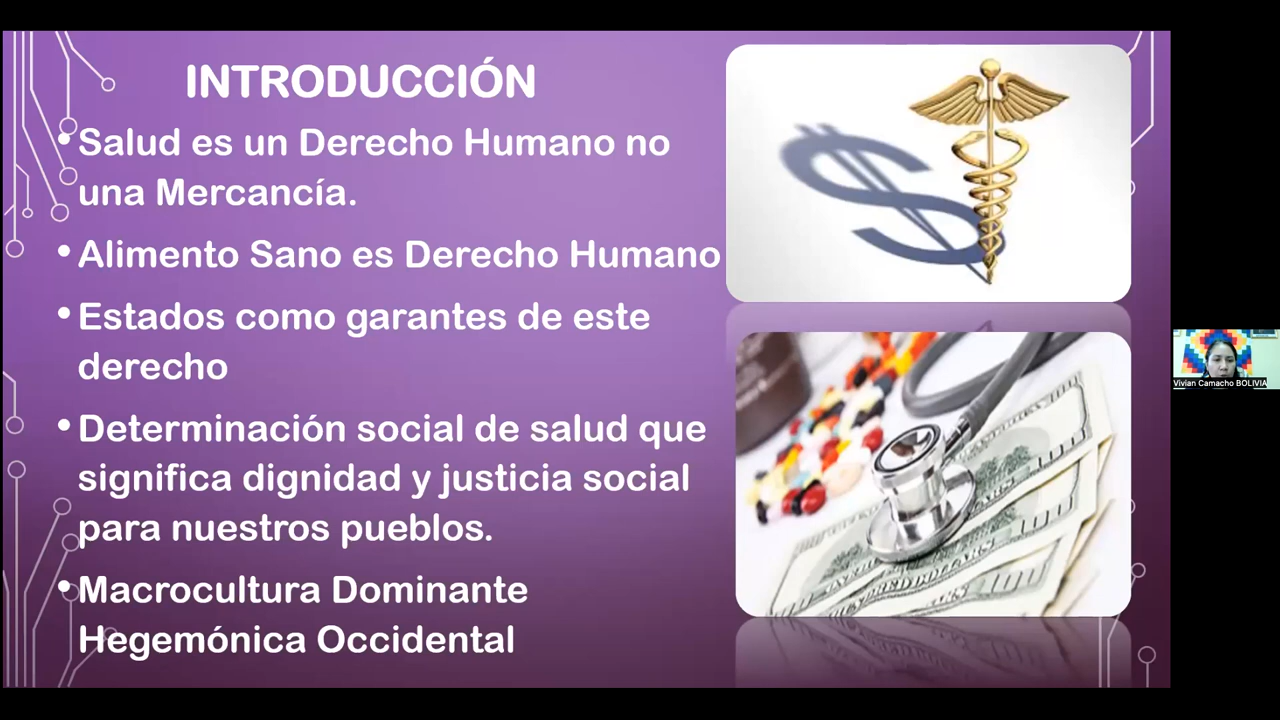 INTRODUCCIÓN
• Salud es un Derecho Humano no
una Mercancía.
• Alimento Sano es Derecho Humano
• Estados como garantes de este
derecho
• Determinación social de salud que
significa dignidad y justicia social
para nuestros pueblos.
• Macrocultura Dominante
Hegemónica Occidental
Vivian Camacho BOLIVIA